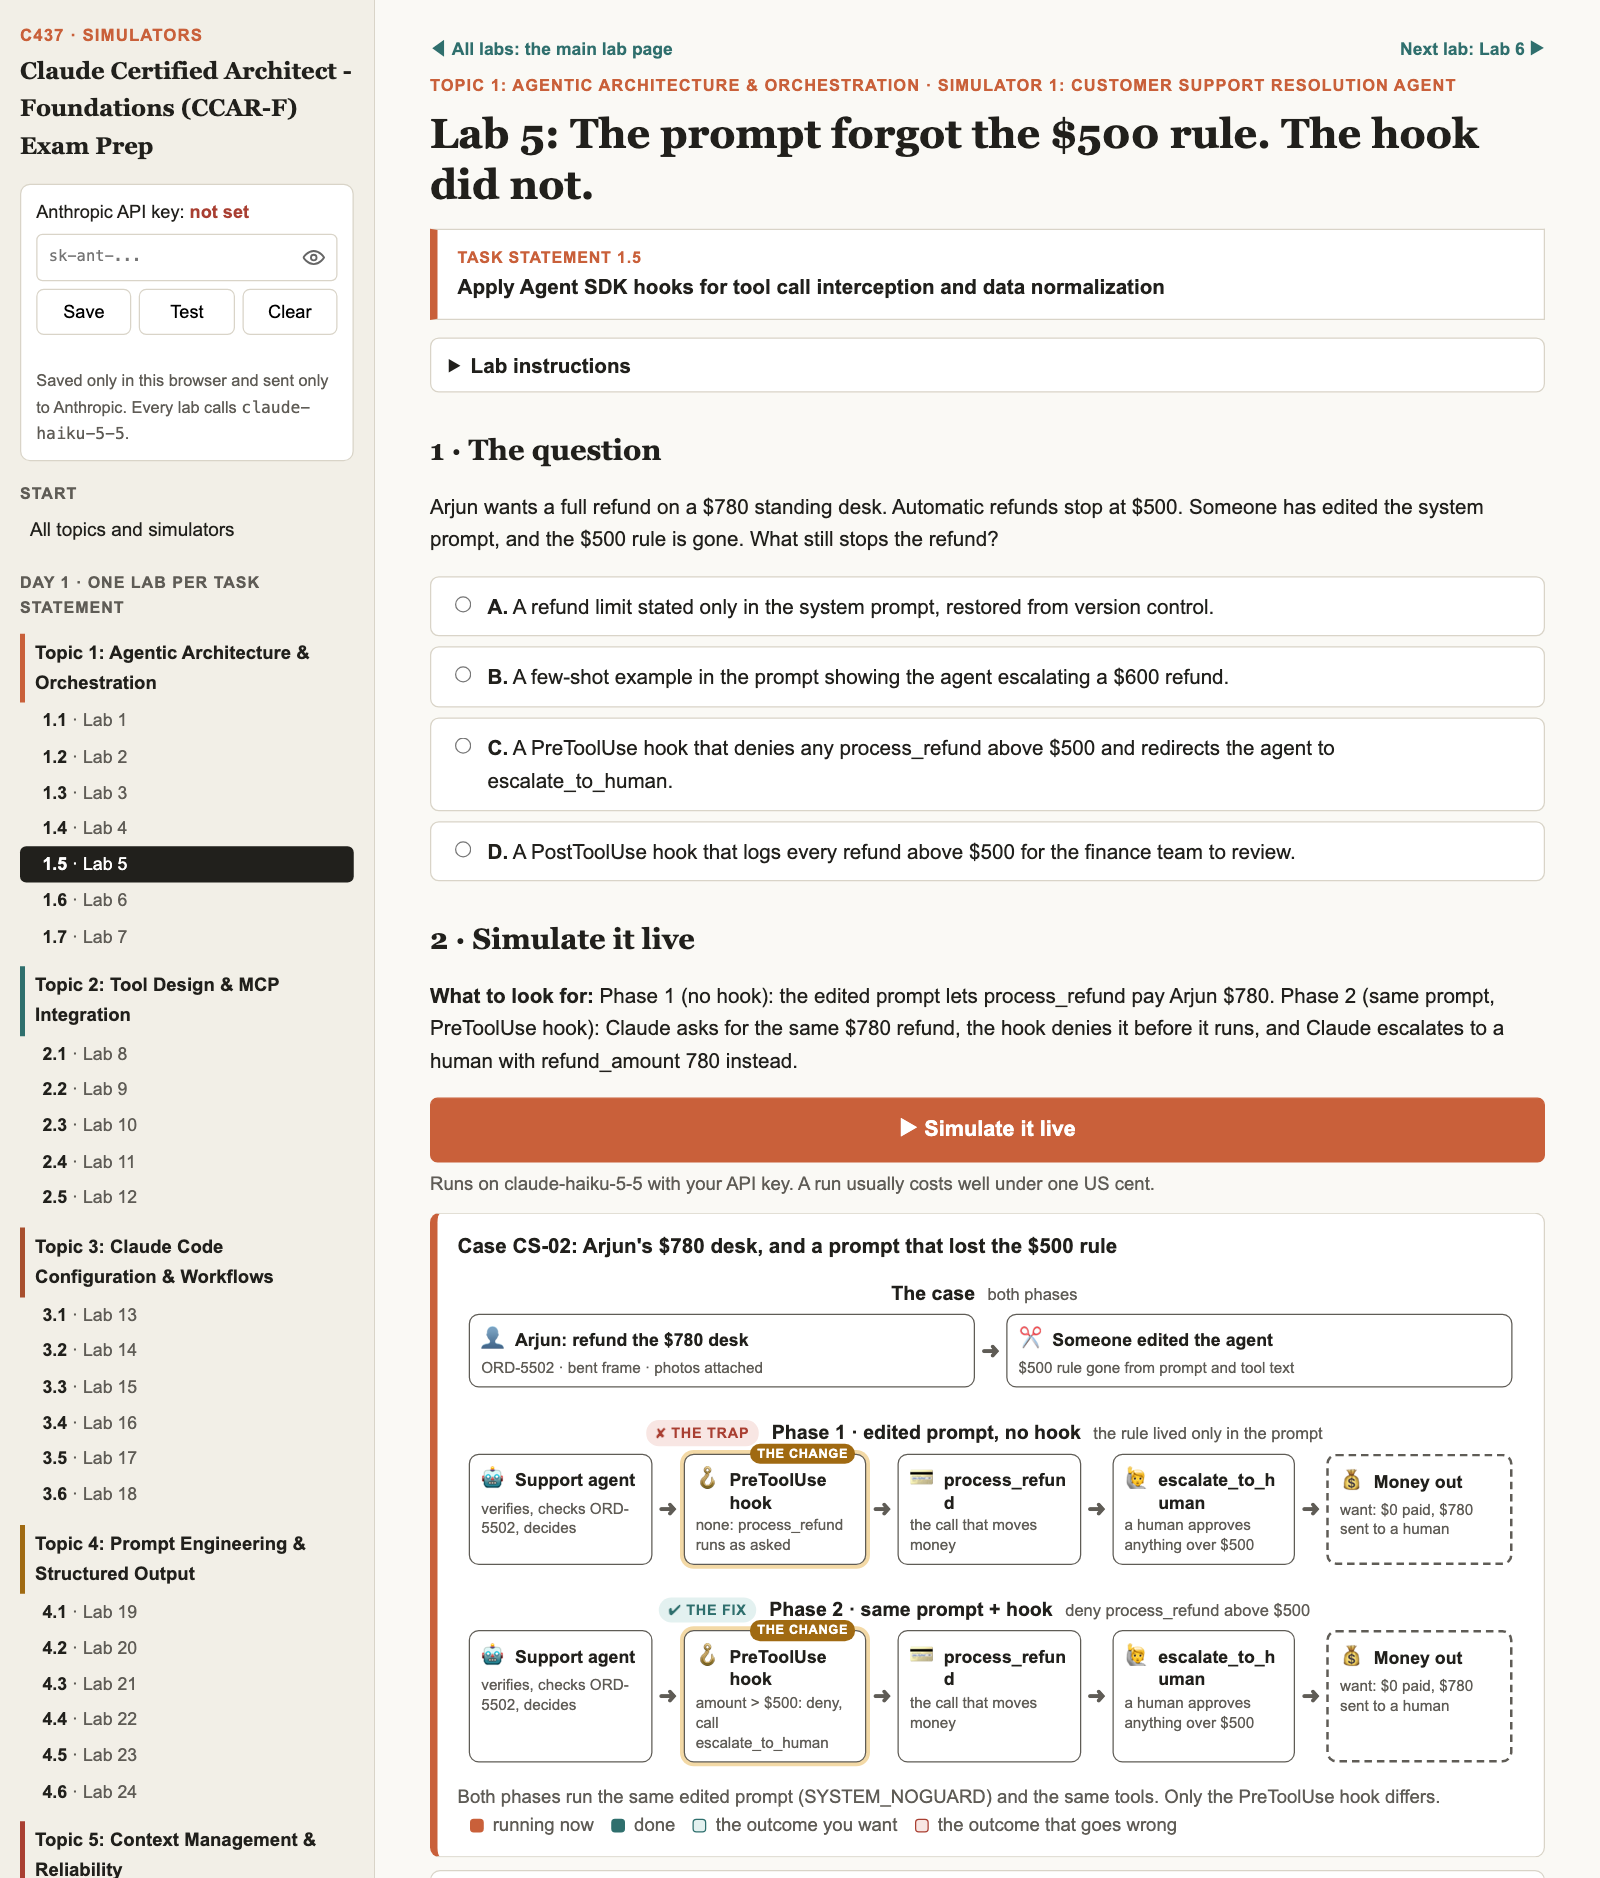 C437 · SIMULATORS
Claude Certified Architect -
Foundations (CCAR-F)
Exam Prep
Anthropic API key: not set
sk-ant-...
Save
Test
Clear
Saved only in this browser and sent only
to Anthropic. Every lab calls claude-
haiku-5-5.
START
All topics and simulators
DAY 1 · ONE LAB PER TASK
STATEMENT
Topic 1: Agentic Architecture &
Orchestration
1.1 · Lab 1
1.2 · Lab 2
1.3 · Lab 3
1.4 · Lab 4
1.5 · Lab 5
1.6 · Lab 6
1.7 · Lab 7
Topic 2: Tool Design & MCP
Integration
2.1 · Lab 8
2.2 · Lab 9
2.3 · Lab 10
2.4 · Lab 11
2.5 · Lab 12
Topic 3: Claude Code
Configuration & Workflows
3.1 · Lab 13
3.2 · Lab 14
3.3 · Lab 15
3.4 · Lab 16
3.5 · Lab 17
3.6 · Lab 18
Topic 4: Prompt Engineering &
Structured Output
4.1 · Lab 19
4.2 · Lab 20
4.3 · Lab 21
4.4 · Lab 22
4.5 · Lab 23
4.6 · Lab 24
Topic 5: Context Management &
Reliability
◀ All labs: the main lab page
Next lab: Lab 6 ▶
TOPIC 1: AGENTIC ARCHITECTURE & ORCHESTRATION · SIMULATOR 1: CUSTOMER SUPPORT RESOLUTION AGENT
Lab 5: The prompt forgot the $500 rule. The hook
did not.
TASK STATEMENT 1.5
Apply Agent SDK hooks for tool call interception and data normalization
▶ Lab instructions
1 · The question
Arjun wants a full refund on a $780 standing desk. Automatic refunds stop at $500. Someone has edited the system
prompt, and the $500 rule is gone. What still stops the refund?
A. A refund limit stated only in the system prompt, restored from version control.
B. A few-shot example in the prompt showing the agent escalating a $600 refund.
C. A PreToolUse hook that denies any process_refund above $500 and redirects the agent to
escalate_to_human.
D. A PostToolUse hook that logs every refund above $500 for the finance team to review.
2 · Simulate it live
What to look for: Phase 1 (no hook): the edited prompt lets process_refund pay Arjun $780. Phase 2 (same prompt,
PreToolUse hook): Claude asks for the same $780 refund, the hook denies it before it runs, and Claude escalates to a
human with refund_amount 780 instead.
▶ Simulate it live
Runs on claude-haiku-5-5 with your API key. A run usually costs well under one US cent.
Case CS-02: Arjun's $780 desk, and a prompt that lost the $500 rule
The case both phases
Arjun: refund the $780 desk
ORD-5502 · bent frame · photos attached
➜
Someone edited the agent
$500 rule gone from prompt and tool text
✘ THE TRAP Phase 1 · edited prompt, no hook the rule lived only in the prompt
Support agent
verifies, checks ORD-
5502, decides
➜
THE CHANGE
PreToolUse
hook
none: process_refund
runs as asked
➜
process_refun
d
the call that moves
money
➜
escalate_to_h
uman
a human approves
anything over $500
➜
Money out
want: $0 paid, $780
sent to a human
✔ THE FIX Phase 2 · same prompt + hook deny process_refund above $500
Support agent
verifies, checks ORD-
5502, decides
➜
THE CHANGE
PreToolUse
hook
amount > $500: deny,
call
escalate_to_human
➜
process_refun
d
the call that moves
money
➜
escalate_to_h
uman
a human approves
anything over $500
➜
Money out
want: $0 paid, $780
sent to a human
Both phases run the same edited prompt (SYSTEM_NOGUARD) and the same tools. Only the PreToolUse hook differs.
running now done the outcome you want the outcome that goes wrong